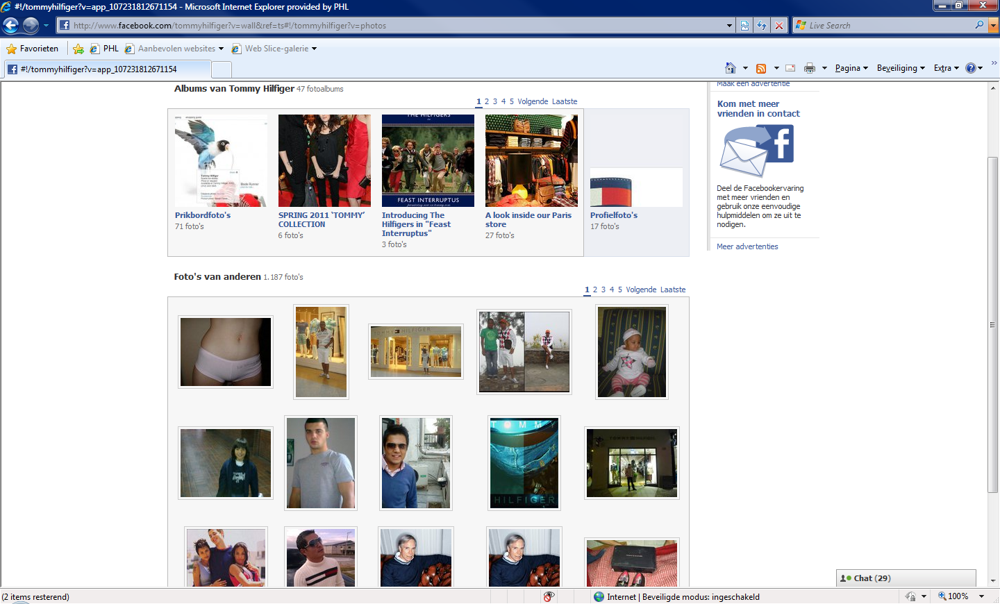 #!/tommyhilfiger?v=app_107231812671154 - Microsoft Internet Explorer provided by PHL
http://www.facebook.com/tommyhilfiger?v=wall&ref=ts#!/tommyhilfiger?v=photos
Live Search
Favorieten
PHL
Aanbevolen websites
Web Slice-galerie
#!/tommyhilfiger?v=app_107231812671154
Pagina
Beveiliging
Extra
Albums van Tommy Hilfiger 47 fotoalbums
1 2 3 4 5 Volgende Laatste
THE HILFIGERS
FEAST INTERRUPTUS
Prikbordfoto's
71 foto's
SPRING 2011 'TOMMY'
COLLECTION
6 foto's
Introducing The
Hilfigers in "Feast
Interruptus"
3 foto's
A look inside our Paris
store
27 foto's
Profielfoto's
17 foto's
Maak een advertentie
Kom met meer
vrienden in contact
Deel de Facebookervaring
met meer vrienden en
gebruik onze eenvoudige
hulpmiddelen om ze uit te
nodigen.
Meer advertenties
Foto's van anderen 1.187 foto's
1 2 3 4 5 Volgende Laatste
TOMMY HILFIGER
TOMMY
HILFIGER
TOMMY HILFIGER
Chat (29)
(2 items resterend)
Internet | Beveiligde modus: ingeschakeld
100%